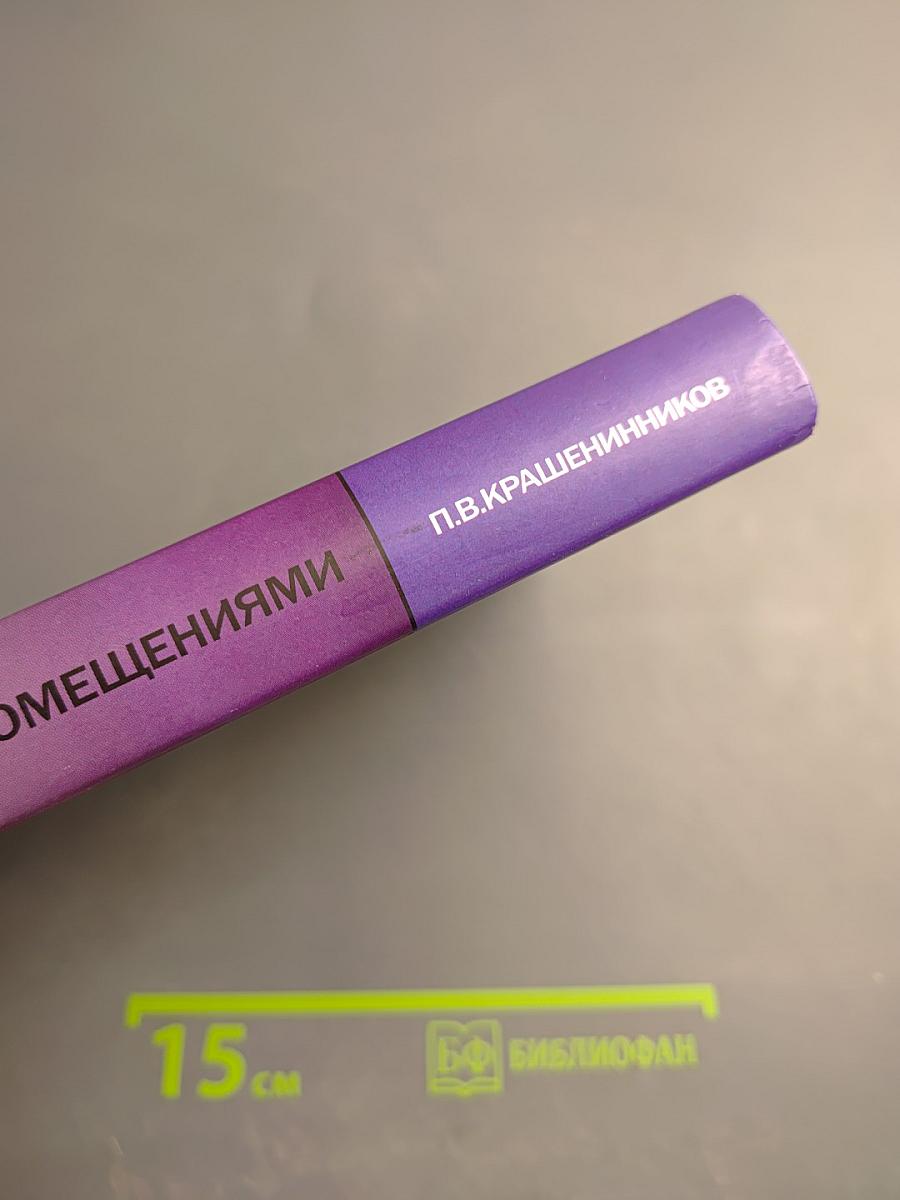 П.В.КРАШЕНИННИКОВ
ОМЕЩЕНИЯМИ
15 см
БФ БИБЛИОФАН